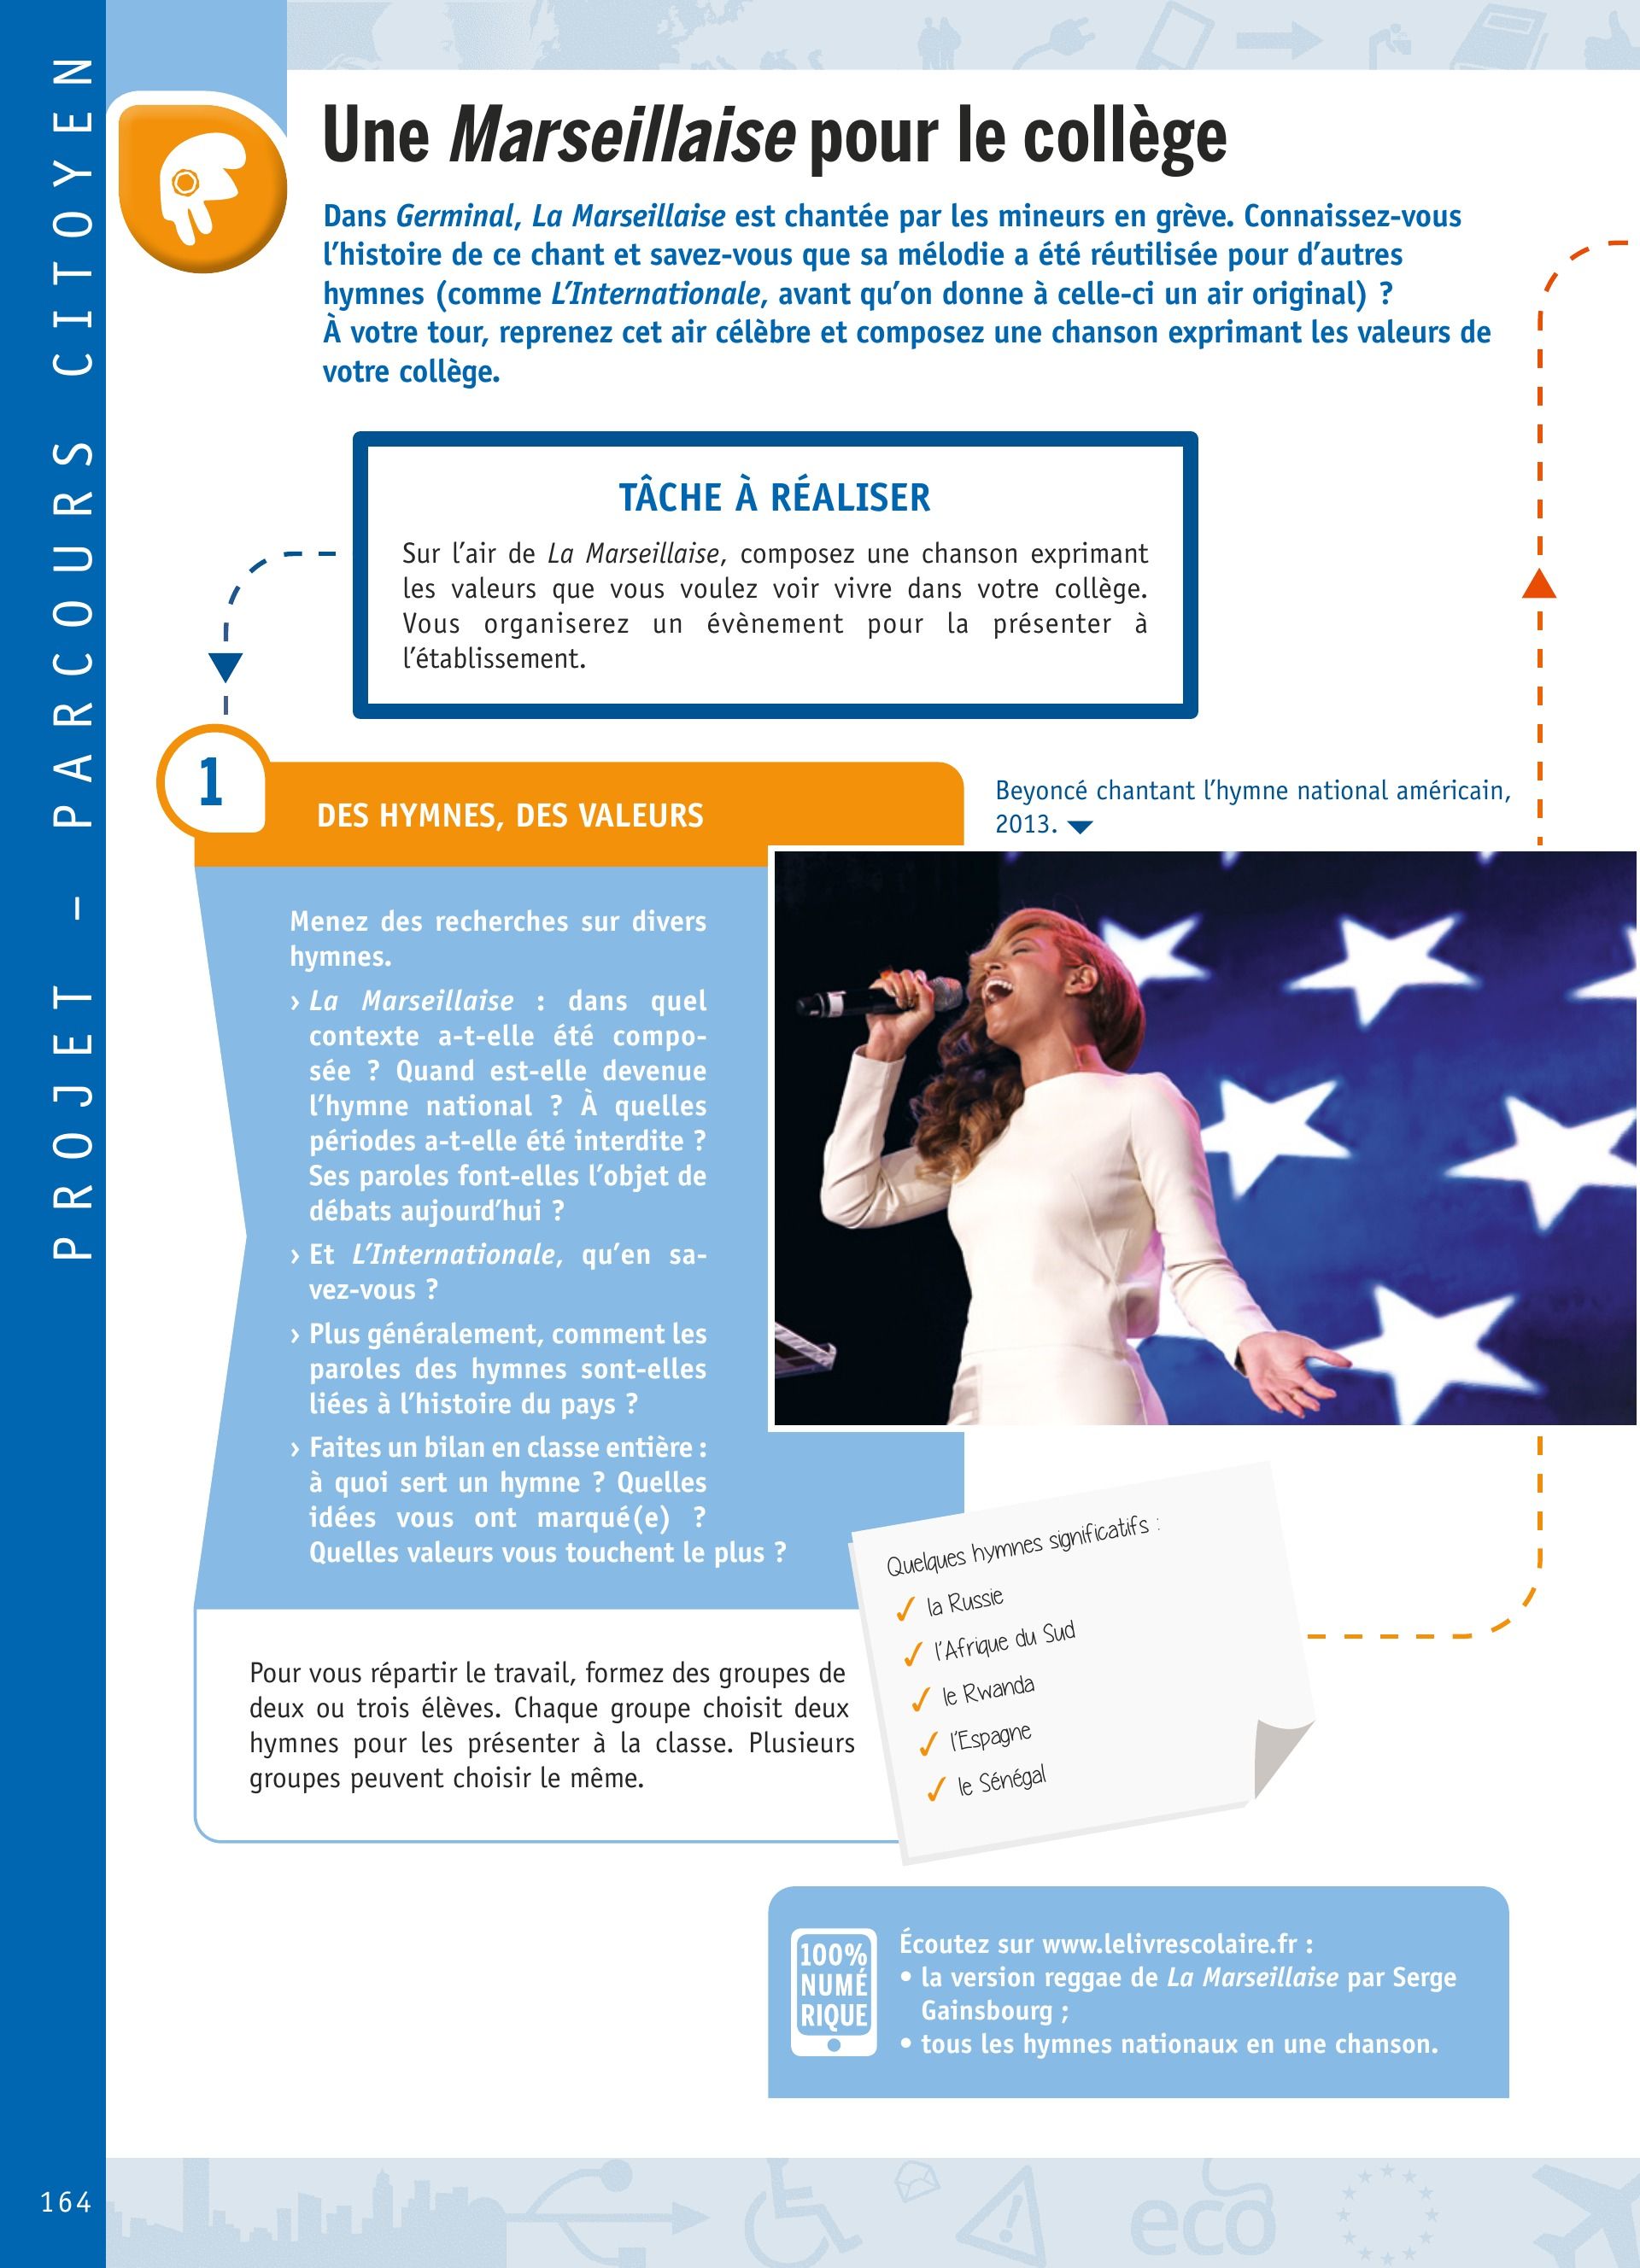 PROJET – PARCOURS CITOYEN
Une Marseillaise pour le collège
Dans Germinal, La Marseillaise est chantée par les mineurs en grève. Connaissez-vous
l’histoire de ce chant et savez-vous que sa mélodie a été réutilisée pour d’autres
hymnes (comme L’Internationale, avant qu’on donne à celle-ci un air original) ?
À votre tour, reprenez cet air célèbre et composez une chanson exprimant les valeurs de
votre collège.
TÂCHE À RÉALISER
Sur l’air de La Marseillaise, composez une chanson exprimant
les valeurs que vous voulez voir vivre dans votre collège.
Vous organiserez un évènement pour la présenter à
l’établissement.
1
DES HYMNES, DES VALEURS
Beyoncé chantant l’hymne national américain,
2013.
Menez des recherches sur divers
hymnes.
› La Marseillaise : dans quel
contexte a-t-elle été compo-
sée ? Quand est-elle devenue
l’hymne national ? À quelles
périodes a-t-elle été interdite ?
Ses paroles font-elles l’objet de
débats aujourd’hui ?
› Et L’Internationale, qu’en sa-
vez-vous ?
› Plus généralement, comment les
paroles des hymnes sont-elles
liées à l’histoire du pays ?
› Faites un bilan en classe entière :
à quoi sert un hymne ? Quelles
idées vous ont marqué(e) ?
Quelles valeurs vous touchent le plus ?
Pour vous répartir le travail, formez des groupes de
deux ou trois élèves. Chaque groupe choisit deux
hymnes pour les présenter à la classe. Plusieurs
groupes peuvent choisir le même.
Quelques hymnes significatifs :
✓ la Russie
✓ l’Afrique du Sud
✓ le Rwanda
✓ l’Espagne
✓ le Sénégal
100%
NUMÉ
RIQUE
Écoutez sur www.lelivrescolaire.fr :
• la version reggae de La Marseillaise par Serge
Gainsbourg ;
• tous les hymnes nationaux en une chanson.
164
eco